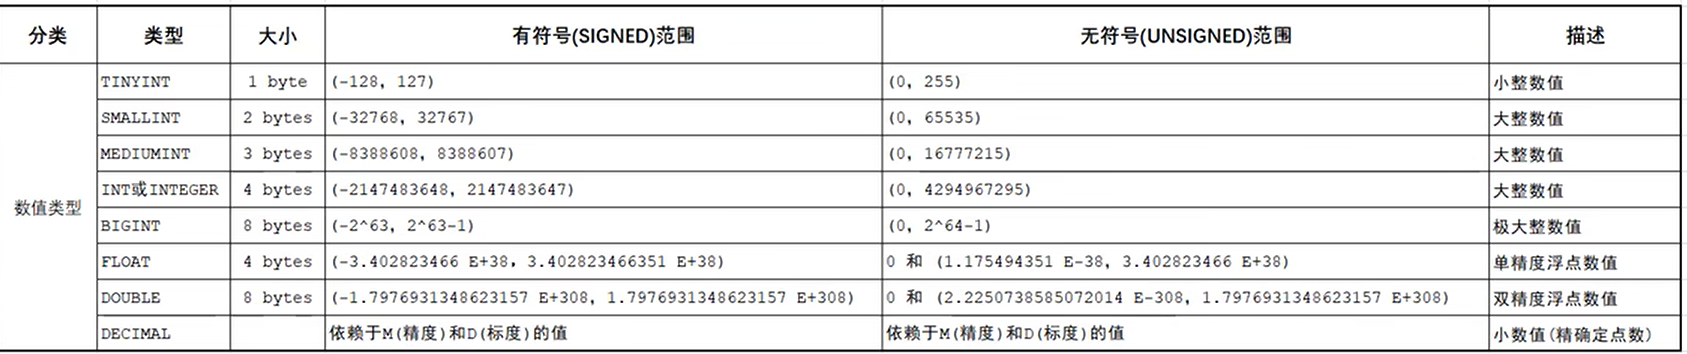 分类 类型 大小 有符号(SIGNED)范围 无符号(UNSIGNED)范围 描述
数值类型
TINYINT 1 byte (-128, 127) (0, 255) 小整数值
SMALLINT 2 bytes (-32768, 32767) (0, 65535) 大整数值
MEDIUMINT 3 bytes (-8388608, 8388607) (0, 16777215) 大整数值
INT或INTEGER 4 bytes (-2147483648, 2147483647) (0, 4294967295) 大整数值
BIGINT 8 bytes (-2^63, 2^63-1) (0, 2^64-1) 极大整数值
FLOAT 4 bytes (-3.402823466 E+38, 3.402823466351 E+38) 0 和 (1.175494351 E-38, 3.402823466 E+38) 单精度浮点数值
DOUBLE 8 bytes (-1.7976931348623157 E+308, 1.7976931348623157 E+308) 0 和 (2.2250738585072014 E-308, 1.7976931348623157 E+308) 双精度浮点数值
DECIMAL 依赖于M(精度)和D(标度)的值 依赖于M(精度)和D(标度)的值 小数值(精确定点数)